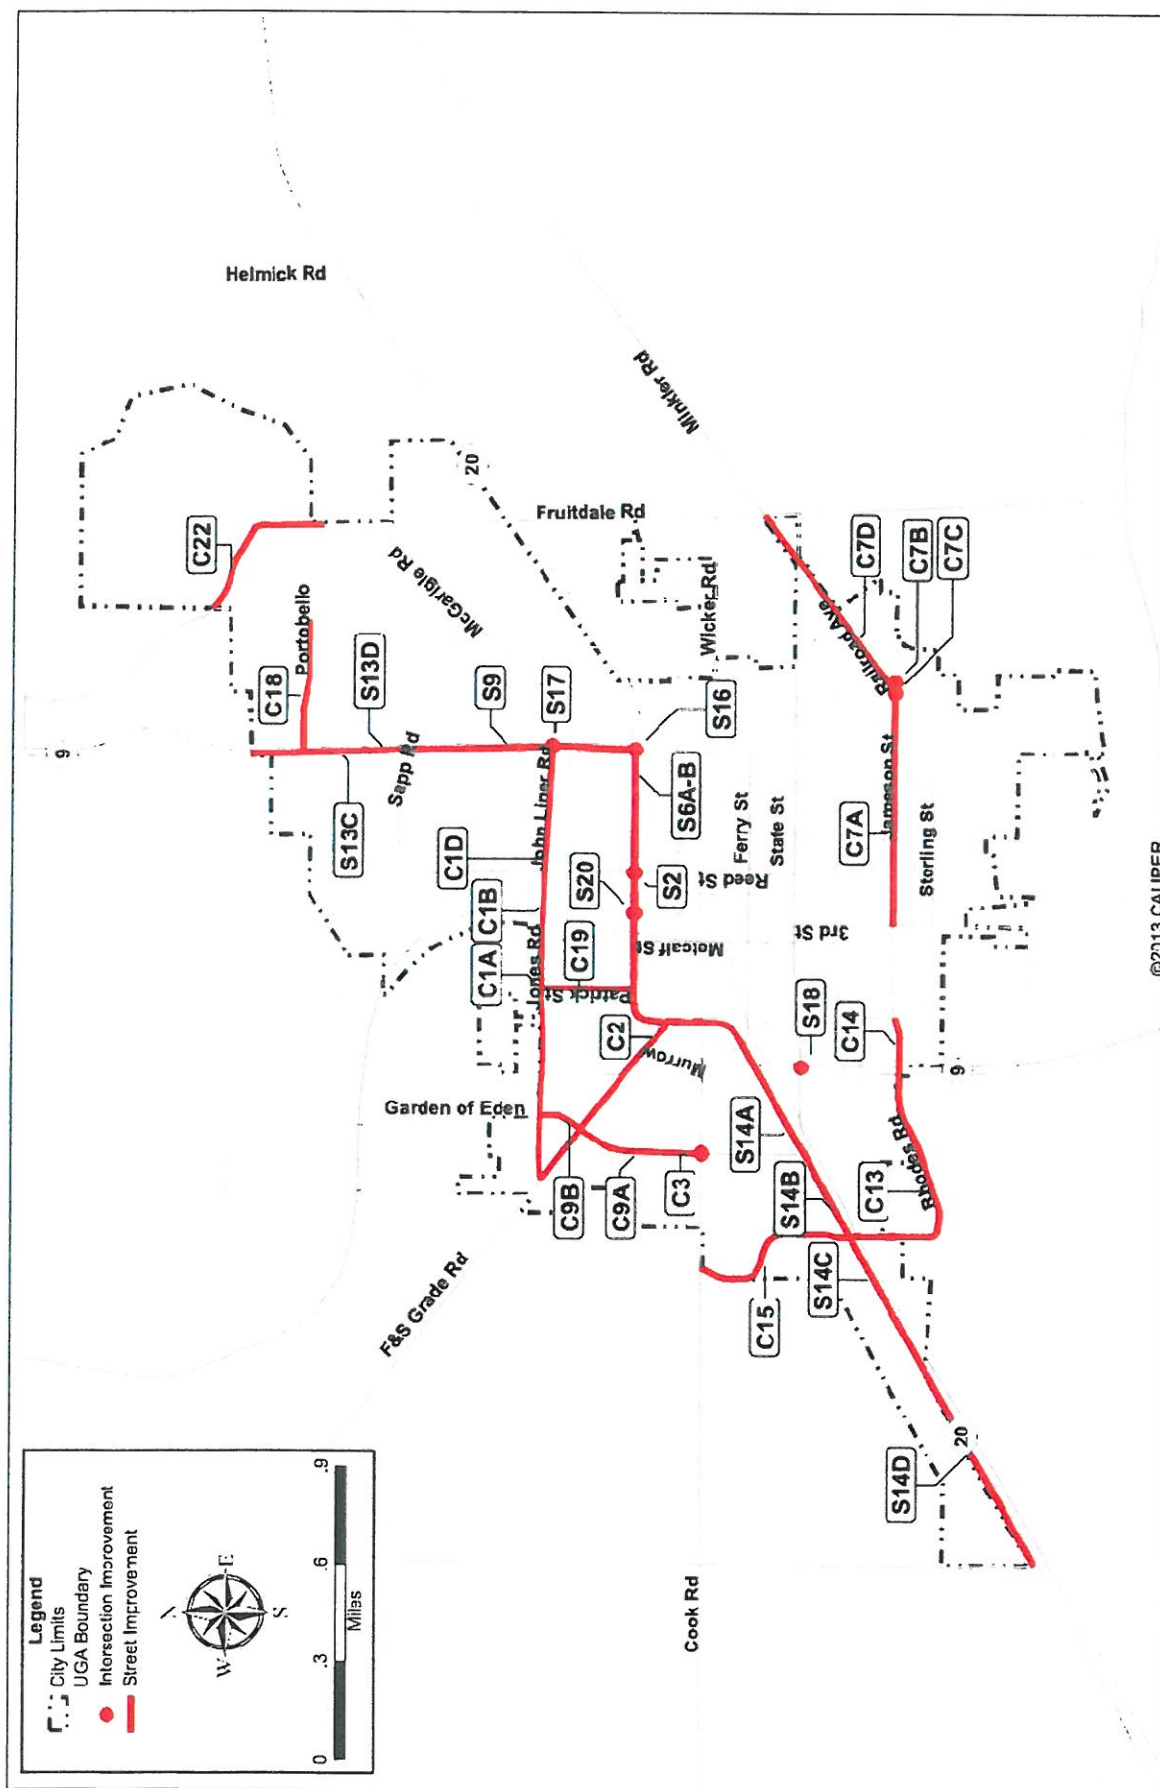 Legend
City Limits
UGA Boundary
Intersection Improvement
Street Improvement
N
W
E
S
0
.3
.6
.9
Miles
Helmick Rd
9
C22
C18
Portobello
S13D
S13C
Sapp Rd
McGarigle Rd
20
Minkler Rd
Fruitdale Rd
S9
S17
John Liner Rd
C1D
C1B
C1A
Jones Rd
C19
Patrick St
S20
Metcalf St
S2
Reed St
S6A-B
S16
Wicker Rd
Ferry St
State St
Garden of Eden
C2
Murrow
F&S Grade Rd
C9B
C9A
C3
S14A
S14B
S14C
S14D
20
C15
C13
Rhodes Rd
C14
9
S18
3rd St
C7A
Jameson St
Sterling St
Railroad Ave
C7D
C7B
C7C
Cook Rd
©2013 CALIPER